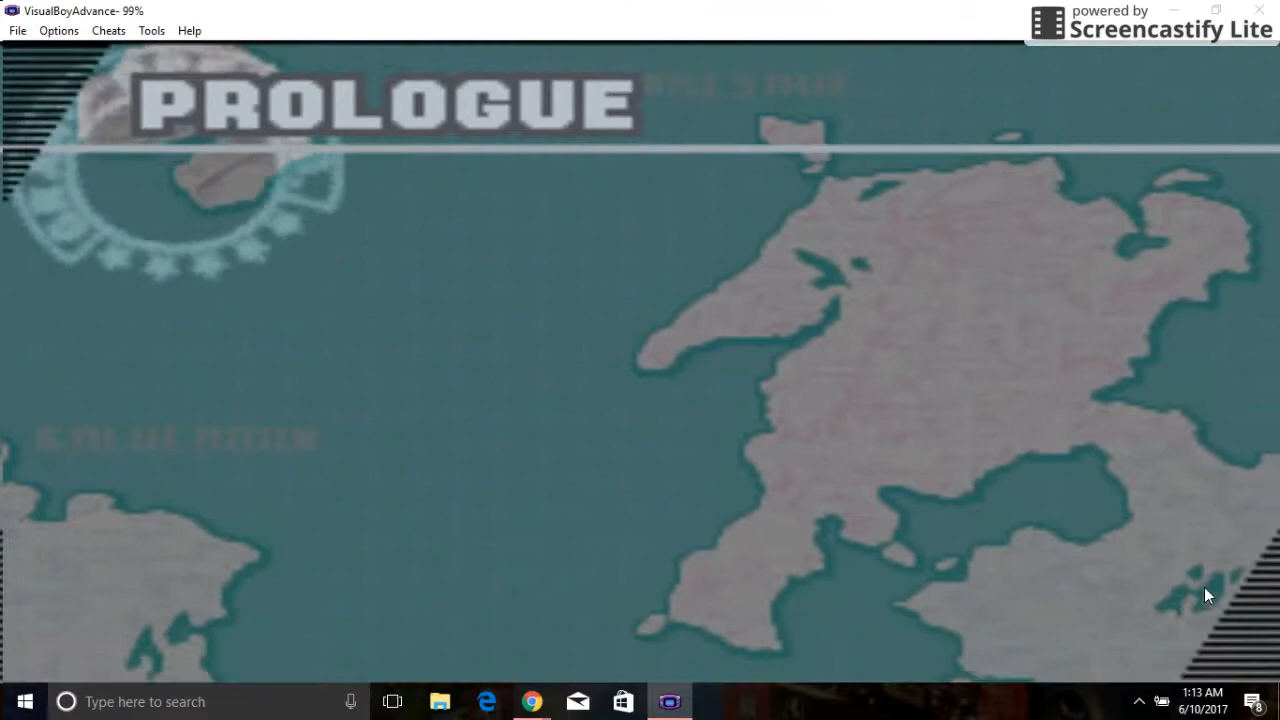 VisualBoyAdvance- 99%
powered by
Screencastify Lite
File Options Cheats Tools Help
PROLOGUE
Type here to search
1:13 AM
6/10/2017
8